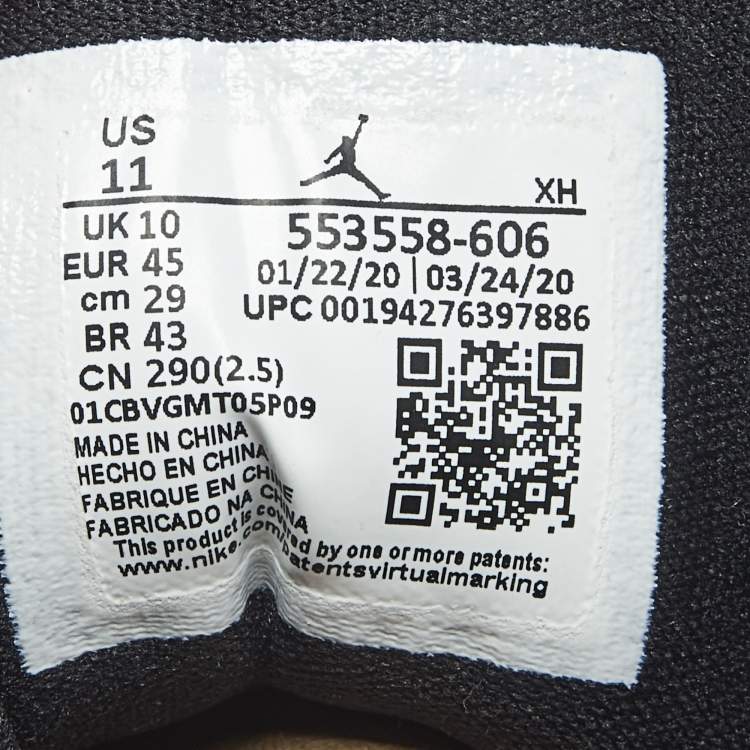 US
11
XH
UK 10
EUR 45
cm 29
BR 43
CN 290(2.5)
553558-606
01/22/20 | 03/24/20
UPC 00194276397886
01CBVGMT05P09
MADE IN CHINA
HECHO EN CHINA
FABRIQUE EN CHINE
FABRICADO NA CHINA
This product is covered by one or more patents:
www.nike.com/patentsvirtualmarking